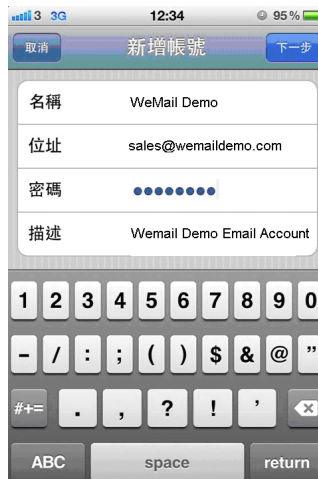 3 3G 12:34 95%
取消 新增帳號 下一步
名稱 WeMail Demo
位址 sales@wemaildemo.com
密碼 ●●●●●●●●
描述 Wemail Demo Email Account
1 2 3 4 5 6 7 8 9 0
- / : ; ( ) $ & @ ”
#+= . , ? ! ’
ABC space return